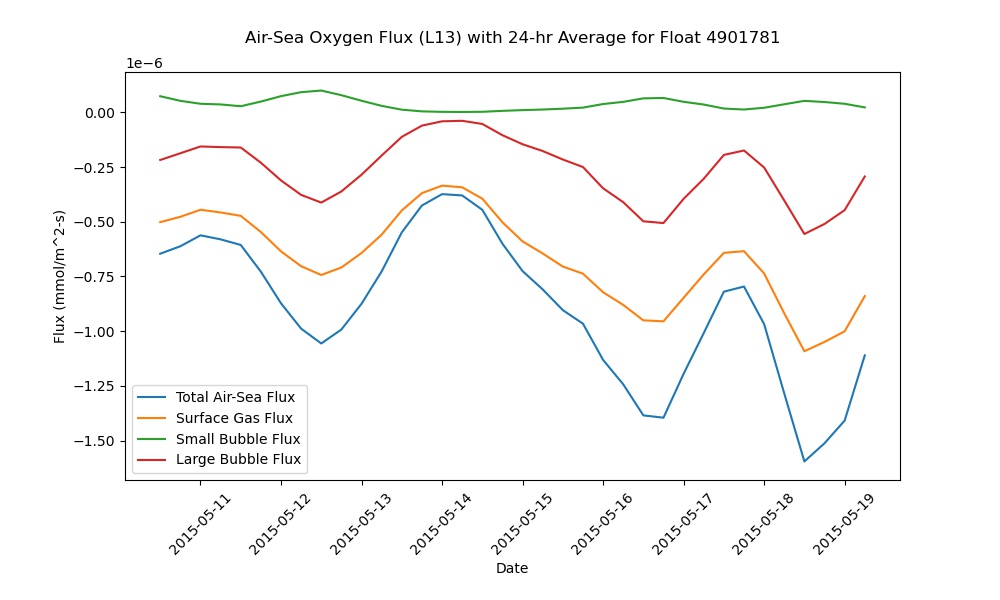 Air-Sea Oxygen Flux (L13) with 24-hr Average for Float 4901781
1e−6
0.00
−0.25
−0.50
−0.75
−1.00
−1.25
−1.50
Flux (mmol/m^2-s)
Total Air-Sea Flux
Surface Gas Flux
Small Bubble Flux
Large Bubble Flux
2015-05-11
2015-05-12
2015-05-13
2015-05-14
2015-05-15
2015-05-16
2015-05-17
2015-05-18
2015-05-19
Date